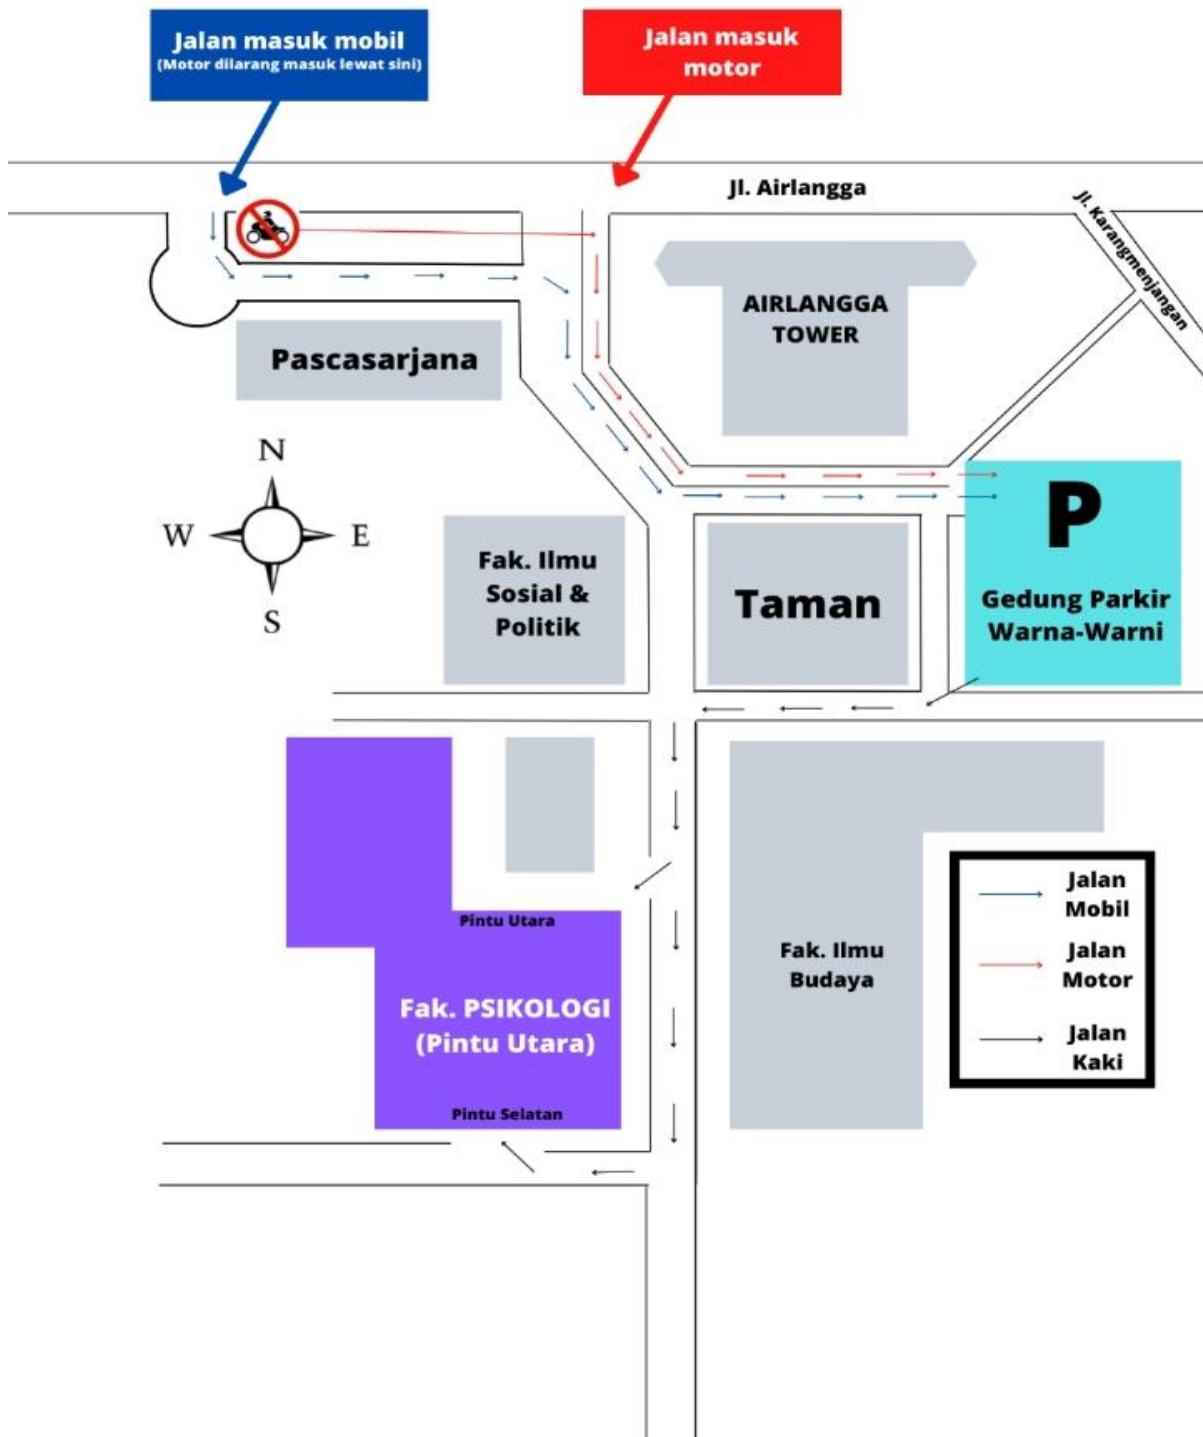 Jalan masuk mobil
(Motor dilarang masuk lewat sini)
Jalan masuk
motor
Jl. Airlangga
Jl. Karangmenjangan
AIRLANGGA
TOWER
Pascasarjana
N
W
E
S
P
Fak. Ilmu
Sosial &
Politik
Taman
Gedung Parkir
Warna-Warni
Pintu Utara
Fak. PSIKOLOGI
(Pintu Utara)
Pintu Selatan
Fak. Ilmu
Budaya
Jalan
Mobil
Jalan
Motor
Jalan
Kaki